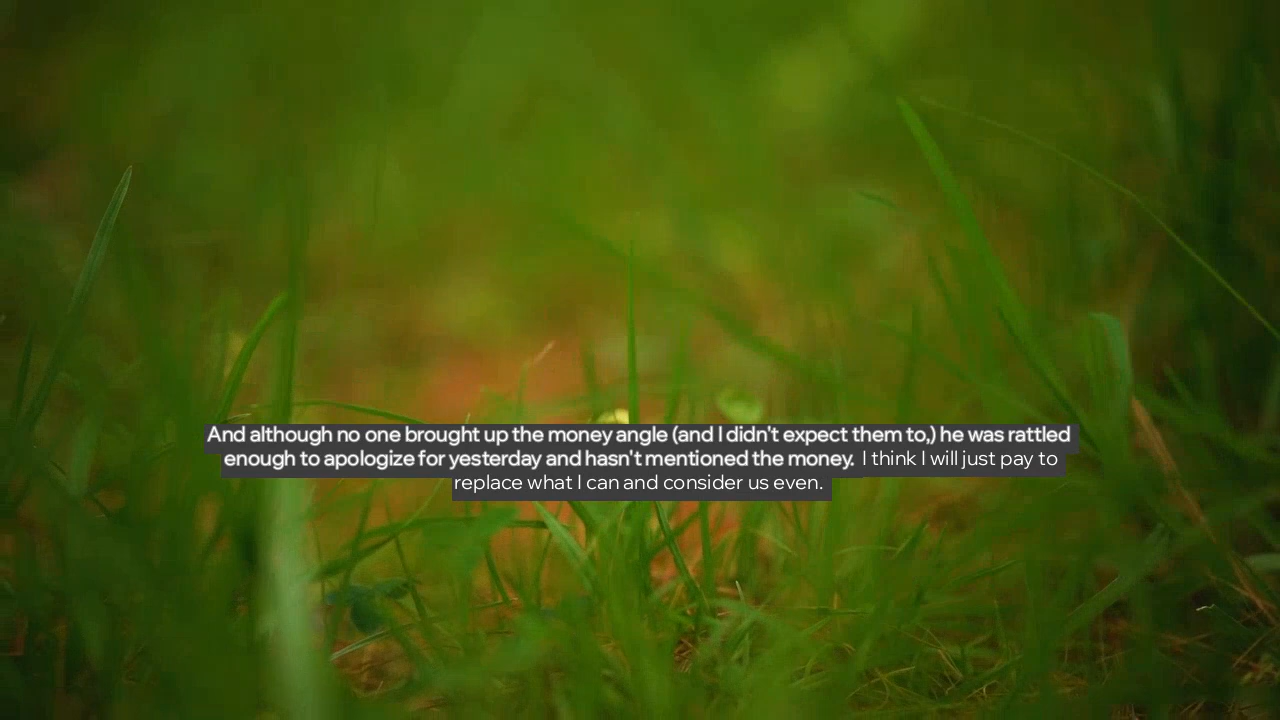 And although no one brought up the money angle (and I didn't expect them to,) he was rattled
enough to apologize for yesterday and hasn't mentioned the money. I think I will just pay to
replace what I can and consider us even.